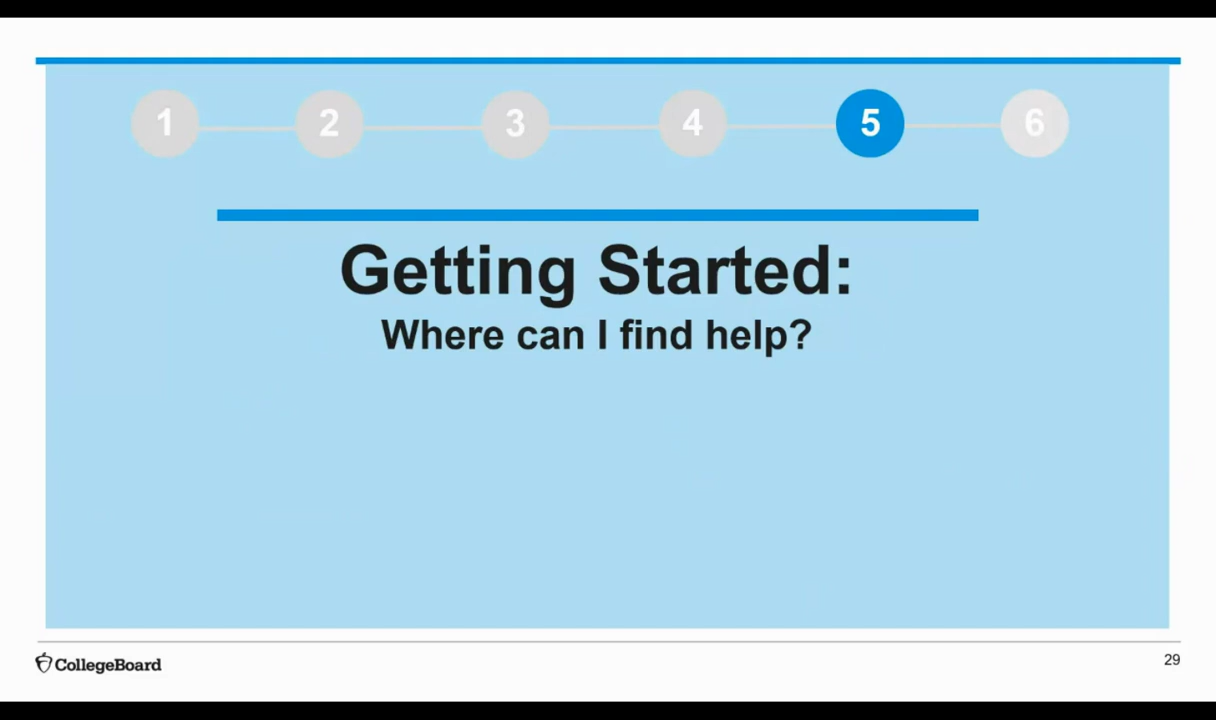 1 2 3 4 5 6
Getting Started:
Where can I find help?
CollegeBoard
29